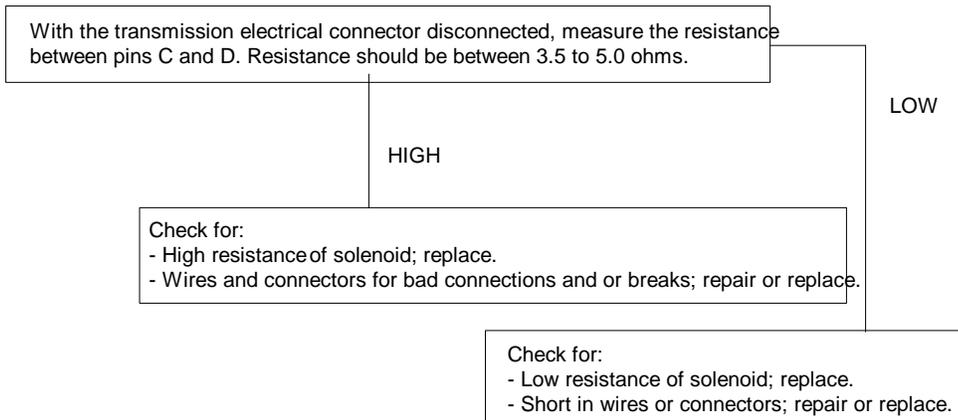 With the transmission electrical connector disconnected, measure the resistance
between pins C and D. Resistance should be between 3.5 to 5.0 ohms.
LOW
HIGH
Check for:
- High resistance of solenoid; replace.
- Wires and connectors for bad connections and or breaks; repair or replace.
Check for:
- Low resistance of solenoid; replace.
- Short in wires or connectors; repair or replace.